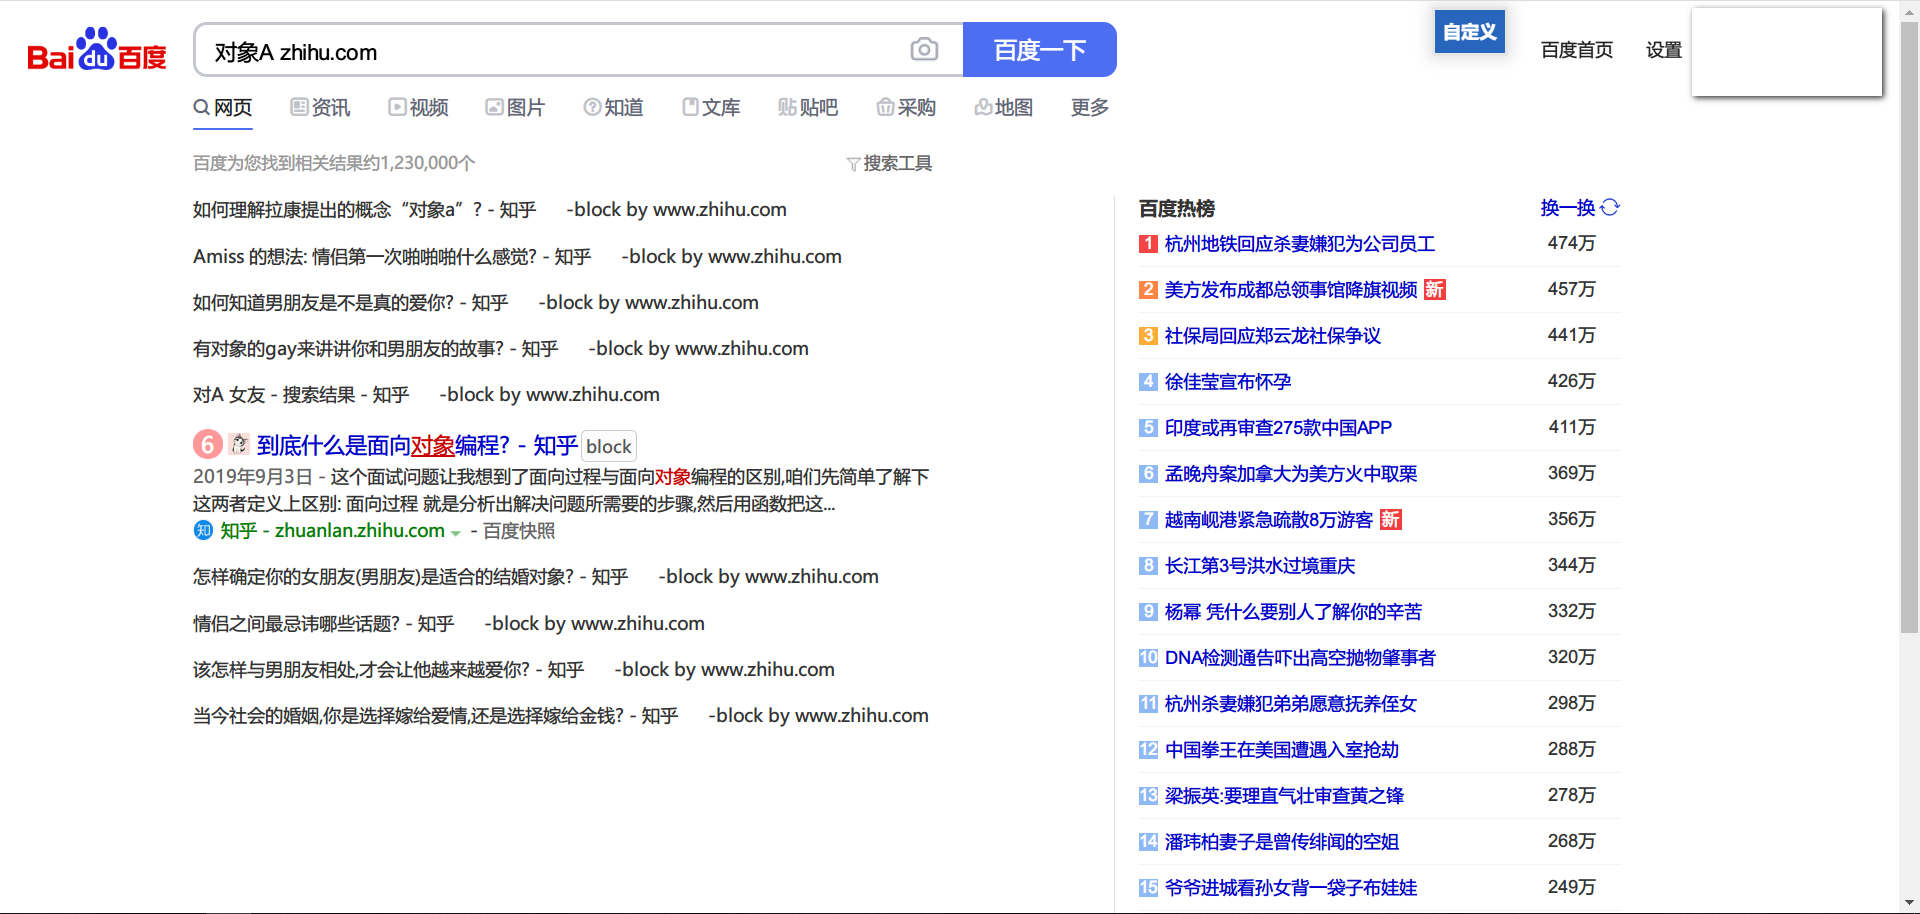 Baidu百度
对象A zhihu.com
百度一下
自定义
百度首页 设置
网页 资讯 视频 图片 知道 文库 贴吧 采购 地图 更多
百度为您找到相关结果约1,230,000个
搜索工具
如何理解拉康提出的概念“对象a”? - 知乎 -block by www.zhihu.com
Amiss 的想法: 情侣第一次啪啪啪什么感觉? - 知乎 -block by www.zhihu.com
如何知道男朋友是不是真的爱你? - 知乎 -block by www.zhihu.com
有对象的gay来讲讲你和男朋友的故事? - 知乎 -block by www.zhihu.com
对A 女友 - 搜索结果 - 知乎 -block by www.zhihu.com
6 到底什么是面向对象编程? - 知乎 block
2019年9月3日 - 这个面试问题让我想到了面向过程与面向对象编程的区别,咱们先简单了解下
这两者定义上区别: 面向过程 就是分析出解决问题所需要的步骤,然后用函数把这...
知 知乎 - zhuanlan.zhihu.com - 百度快照
怎样确定你的女朋友(男朋友)是适合的结婚对象? - 知乎 -block by www.zhihu.com
情侣之间最忌讳哪些话题? - 知乎 -block by www.zhihu.com
该怎样与男朋友相处,才会让他越来越爱你? - 知乎 -block by www.zhihu.com
当今社会的婚姻,你是选择嫁给爱情,还是选择嫁给金钱? - 知乎 -block by www.zhihu.com
百度热榜 换一换
1 杭州地铁回应杀妻嫌犯为公司员工 474万
2 美方发布成都总领事馆降旗视频 新 457万
3 社保局回应郑云龙社保争议 441万
4 徐佳莹宣布怀孕 426万
5 印度或再审查275款中国APP 411万
6 孟晚舟案加拿大为美方火中取栗 369万
7 越南岘港紧急疏散8万游客 新 356万
8 长江第3号洪水过境重庆 344万
9 杨幂 凭什么要别人了解你的辛苦 332万
10 DNA检测通告吓出高空抛物肇事者 320万
11 杭州杀妻嫌犯弟弟愿意抚养侄女 298万
12 中国拳王在美国遭遇入室抢劫 288万
13 梁振英:要理直气壮审查黄之锋 278万
14 潘玮柏妻子是曾传绯闻的空姐 268万
15 爷爷进城看孙女背一袋子布娃娃 249万